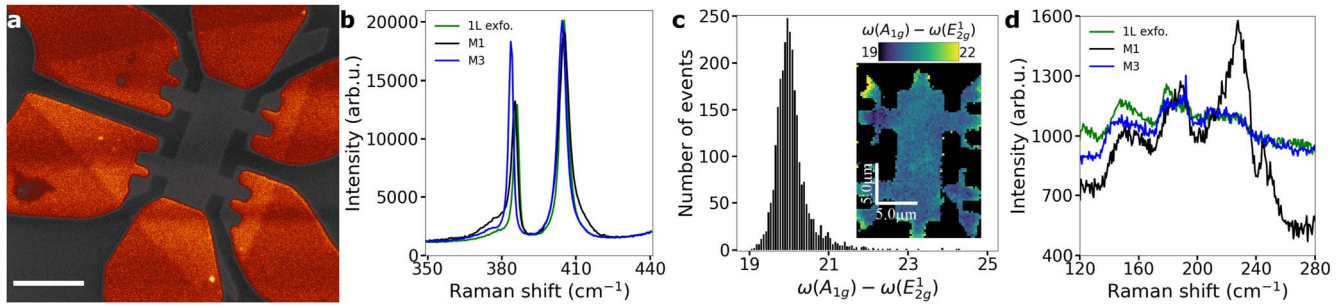 a
b
20000
15000
10000
5000
0
350
380
410
440
Intensity (arb.u.)
Raman shift (cm⁻¹)
1L exfo.
M1
M3
c
250
200
150
100
50
0
19
21
23
25
Number of events
ω(A₁g) − ω(E¹₂g)
ω(A₁g) − ω(E¹₂g)
19
22
5.0µm
5.0µm
d
1600
1300
1000
700
400
120
160
200
240
280
Intensity (arb.u.)
Raman shift (cm⁻¹)
1L exfo.
M1
M3